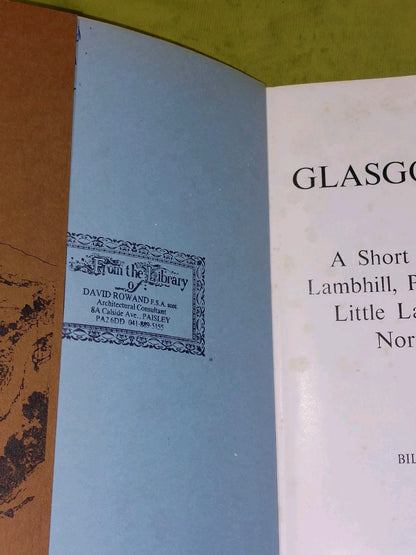 From the Library
of
DAVID ROWAND F.S.A. scot.
Architectural Consultant
8A Calside Ave., PAISLEY
PA2 6DD 041-889-5155
GLASGO
A Short
Lambhill, P
Little La
Nor
BIL